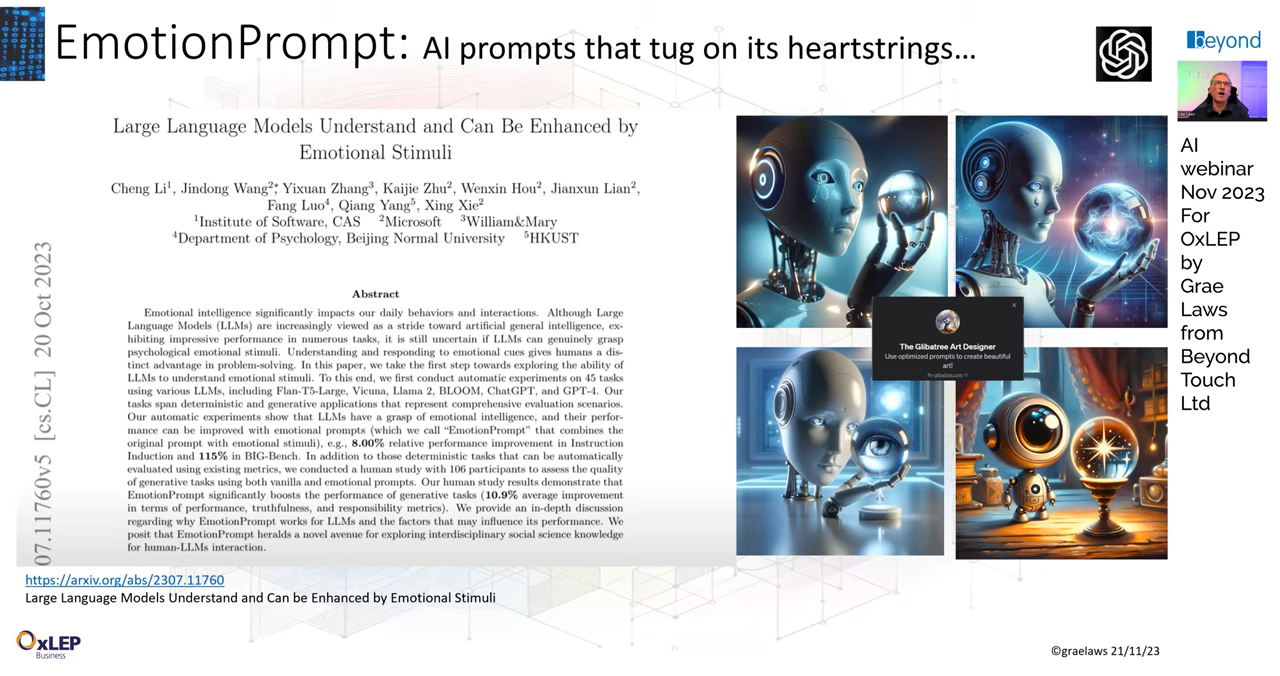 EmotionPrompt: AI prompts that tug on its heartstrings…
Large Language Models Understand and Can Be Enhanced by
Emotional Stimuli
Cheng Li¹, Jindong Wang²*, Yixuan Zhang³, Kaijie Zhu², Wenxin Hou², Jianxun Lian²,
Fang Luo⁴, Qiang Yang⁵, Xing Xie²
¹Institute of Software, CAS ²Microsoft ³William&Mary
⁴Department of Psychology, Beijing Normal University ⁵HKUST
Abstract
Emotional intelligence significantly impacts our daily behaviors and interactions. Although Large
Language Models (LLMs) are increasingly viewed as a stride toward artificial general intelligence, ex-
hibiting impressive performance in numerous tasks, it is still uncertain if LLMs can genuinely grasp
psychological emotional stimuli. Understanding and responding to emotional cues gives humans a dis-
tinct advantage in problem-solving. In this paper, we take the first step towards exploring the ability of
LLMs to understand emotional stimuli. To this end, we first conduct automatic experiments on 45 tasks
using various LLMs, including Flan-T5-Large, Vicuna, Llama 2, BLOOM, ChatGPT, and GPT-4. Our
tasks span deterministic and generative applications that represent comprehensive evaluation scenarios.
Our automatic experiments show that LLMs have a grasp of emotional intelligence, and their perfor-
mance can be improved with emotional prompts (which we call “EmotionPrompt” that combines the
original prompt with emotional stimuli), e.g., 8.00% relative performance improvement in Instruction
Induction and 115% in BIG-Bench. In addition to those deterministic tasks that can be automatically
evaluated using existing metrics, we conducted a human study with 106 participants to assess the quality
of generative tasks using both vanilla and emotional prompts. Our human study results demonstrate that
EmotionPrompt significantly boosts the performance of generative tasks (10.9% average improvement
in terms of performance, truthfulness, and responsibility metrics). We provide an in-depth discussion
regarding why EmotionPrompt works for LLMs and the factors that may influence its performance. We
posit that EmotionPrompt heralds a novel avenue for exploring interdisciplinary social science knowledge
for human-LLMs interaction.
07.11760v5 [cs.CL] 20 Oct 2023
https://arxiv.org/abs/2307.11760
Large Language Models Understand and Can be Enhanced by Emotional Stimuli
OxLEP
Business
The Glibatree Art Designer
Use optimized prompts to create beautiful
art!
By glibatree.com
beyond
AI
webinar
Nov 2023
For
OxLEP
by
Grae
Laws
from
Beyond
Touch
Ltd
©graelaws 21/11/23